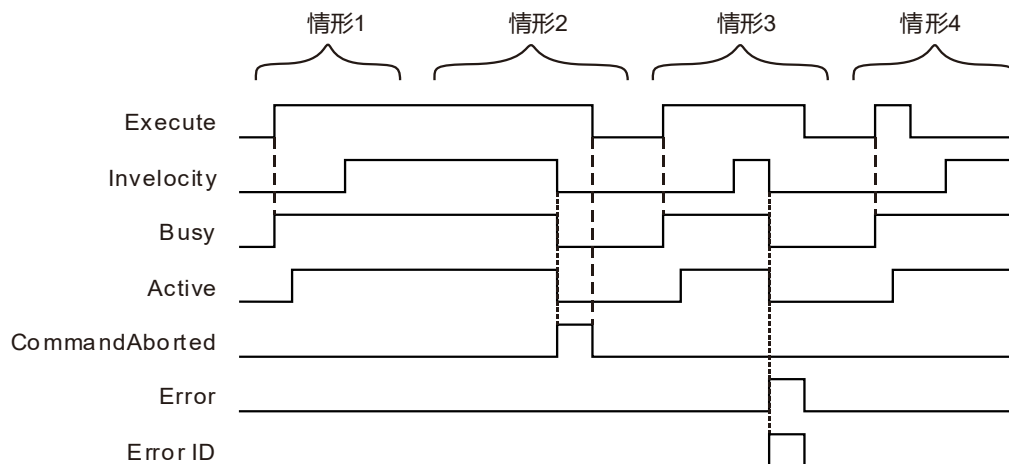 情形1 情形2 情形3 情形4
Execute
Invelocity
Busy
Active
CommandAborted
Error
Error ID